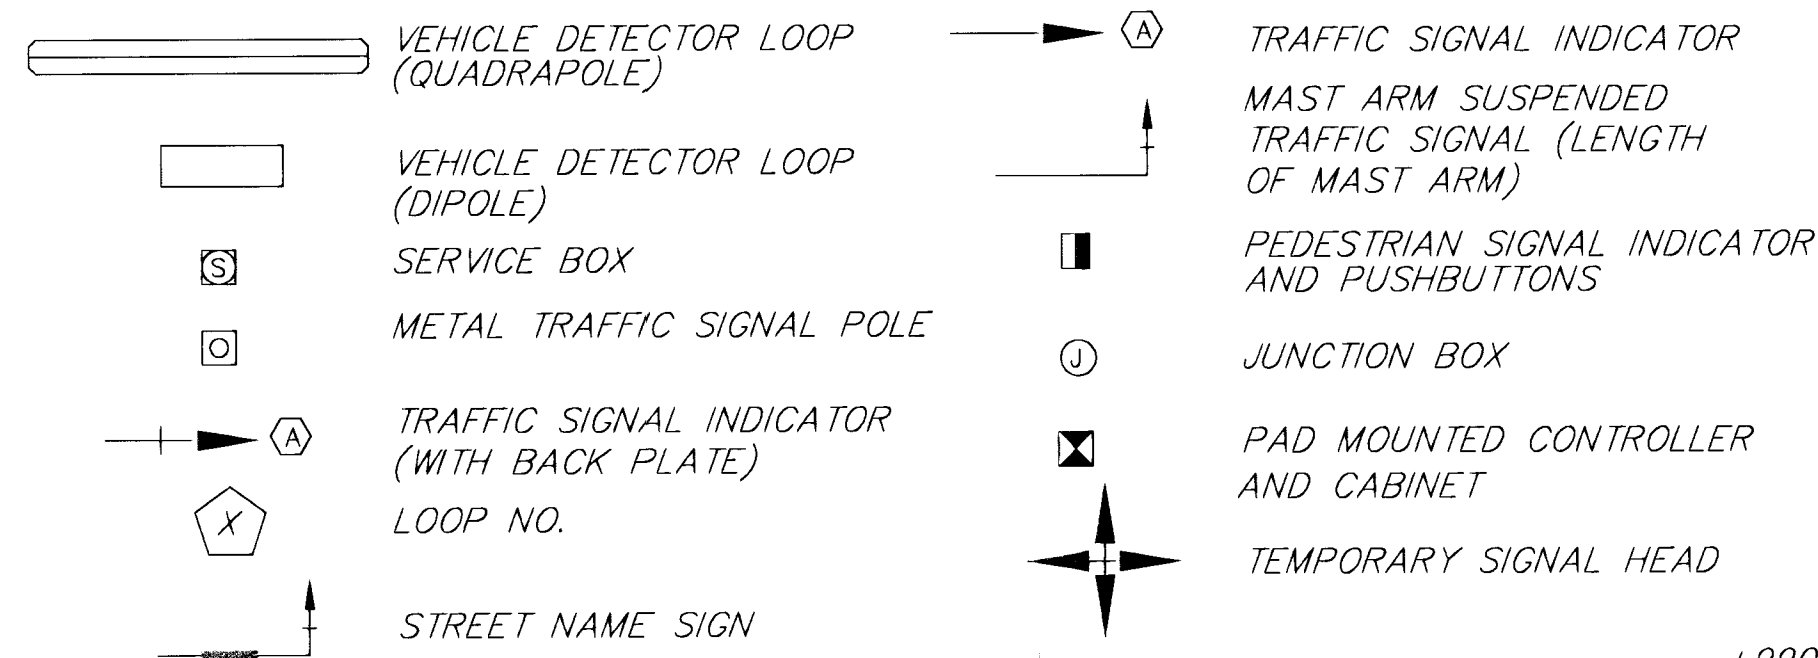 VEHICLE DETECTOR LOOP
(QUADRAPOLE)
VEHICLE DETECTOR LOOP
(DIPOLE)
S
SERVICE BOX
METAL TRAFFIC SIGNAL POLE
A
TRAFFIC SIGNAL INDICATOR
(WITH BACK PLATE)
X
LOOP NO.
STREET NAME SIGN
A
TRAFFIC SIGNAL INDICATOR
MAST ARM SUSPENDED
TRAFFIC SIGNAL (LENGTH
OF MAST ARM)
PEDESTRIAN SIGNAL INDICATOR
AND PUSHBUTTONS
J
JUNCTION BOX
PAD MOUNTED CONTROLLER
AND CABINET
TEMPORARY SIGNAL HEAD